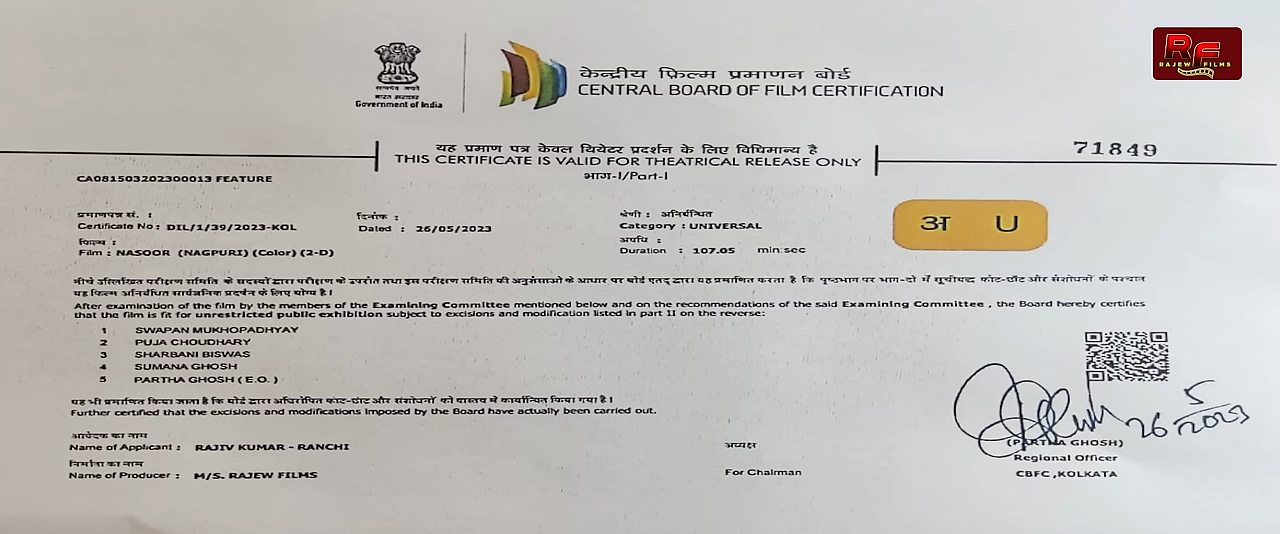 RF
RAJEW FILMS
सत्यमेव जयते
भारत सरकार
Government of India
केन्द्रीय फ़िल्म प्रमाणन बोर्ड
CENTRAL BOARD OF FILM CERTIFICATION
यह प्रमाण पत्र केवल थियेटर प्रदर्शन के लिए विधिमान्य है
THIS CERTIFICATE IS VALID FOR THEATRICAL RELEASE ONLY
भाग-I/Part-I
71849
CA081503202300013 FEATURE
प्रमाणपत्र सं. :
Certificate No : DIL/1/39/2023-KOL
दिनांक :
Dated : 26/05/2023
श्रेणी : अनिर्बन्धित
Category : UNIVERSAL
अ U
फिल्म :
Film : NASOOR (NAGPURI) (Color) (2-D)
अवधि :
Duration : 107.05 min:sec
नीचे उल्लिखित परीक्षण समिति के सदस्यों द्वारा परीक्षण के उपरांत तथा इस परीक्षण समिति की अनुसंसाओ के आधार पर बोर्ड एतद् द्वारा यह प्रमाणित करता है कि पृष्ठभाग पर भाग-दो में सूचीबद्ध काट-छाँट और संशोधनों के पश्चात
यह फिल्म अनिर्बंधित सार्वजनिक प्रदर्शन के लिए योग्य है।
After examination of the film by the members of the Examining Committee mentioned below and on the recommendations of the said Examining Committee , the Board hereby certifies
that the film is fit for unrestricted public exhibition subject to excisions and modification listed in part II on the reverse:
1 SWAPAN MUKHOPADHYAY
2 PUJA CHOUDHARY
3 SHARBANI BISWAS
4 SUMANA GHOSH
5 PARTHA GHOSH ( E.O. )
यह भी प्रमाणित किया जाता है कि बोर्ड द्वारा अधिरोपित काट-छाँट और संशोधनों को वास्तव में कार्यान्वित किया गया है।
Further certified that the excisions and modifications imposed by the Board have actually been carried out.
26/5/2023
आवेदक का नाम
Name of Applicant : RAJIV KUMAR - RANCHI
अध्यक्ष
(PARTHA GHOSH)
Regional Officer
निर्माता का नाम
Name of Producer : M/S. RAJEW FILMS
For Chairman
CBFC ,KOLKATA